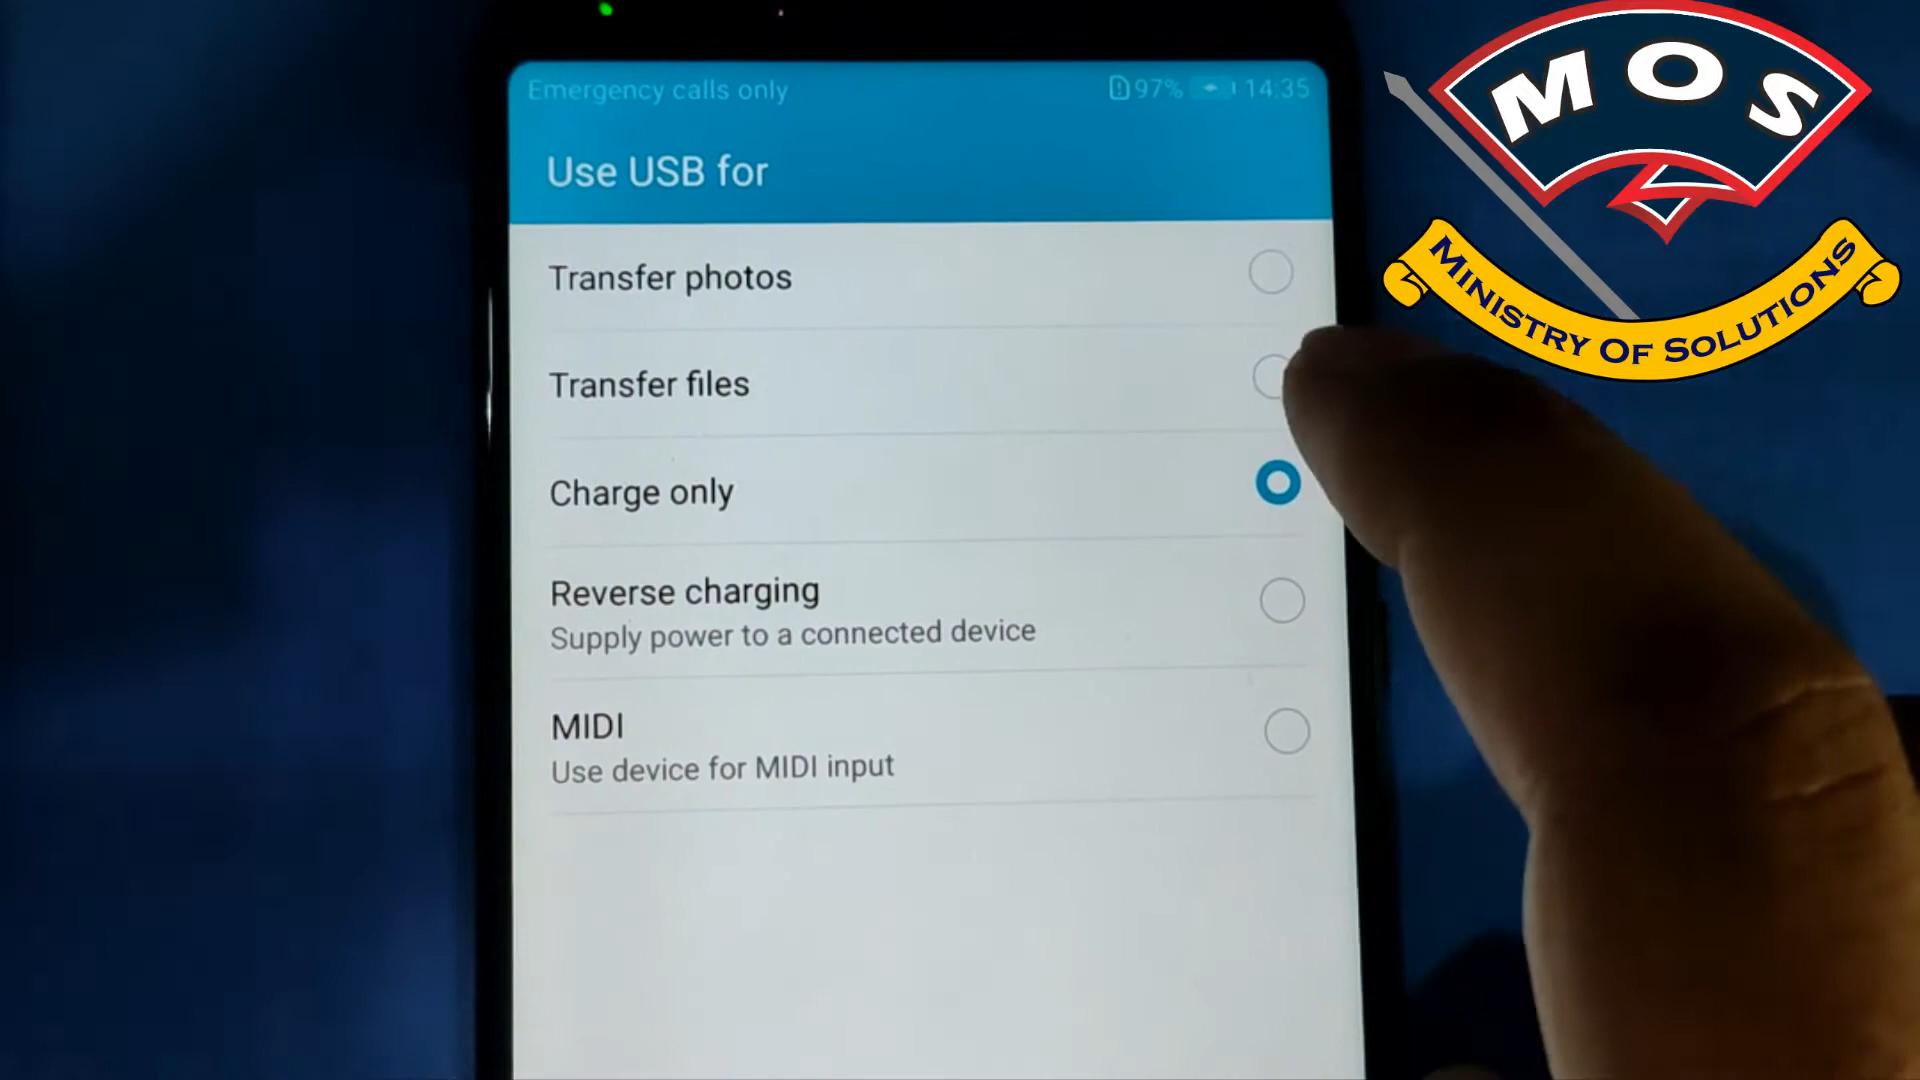 Emergency calls only
97% 14:35
MOS
MINISTRY OF SOLUTIONS
Use USB for
Transfer photos
Transfer files
Charge only
Reverse charging
Supply power to a connected device
MIDI
Use device for MIDI input